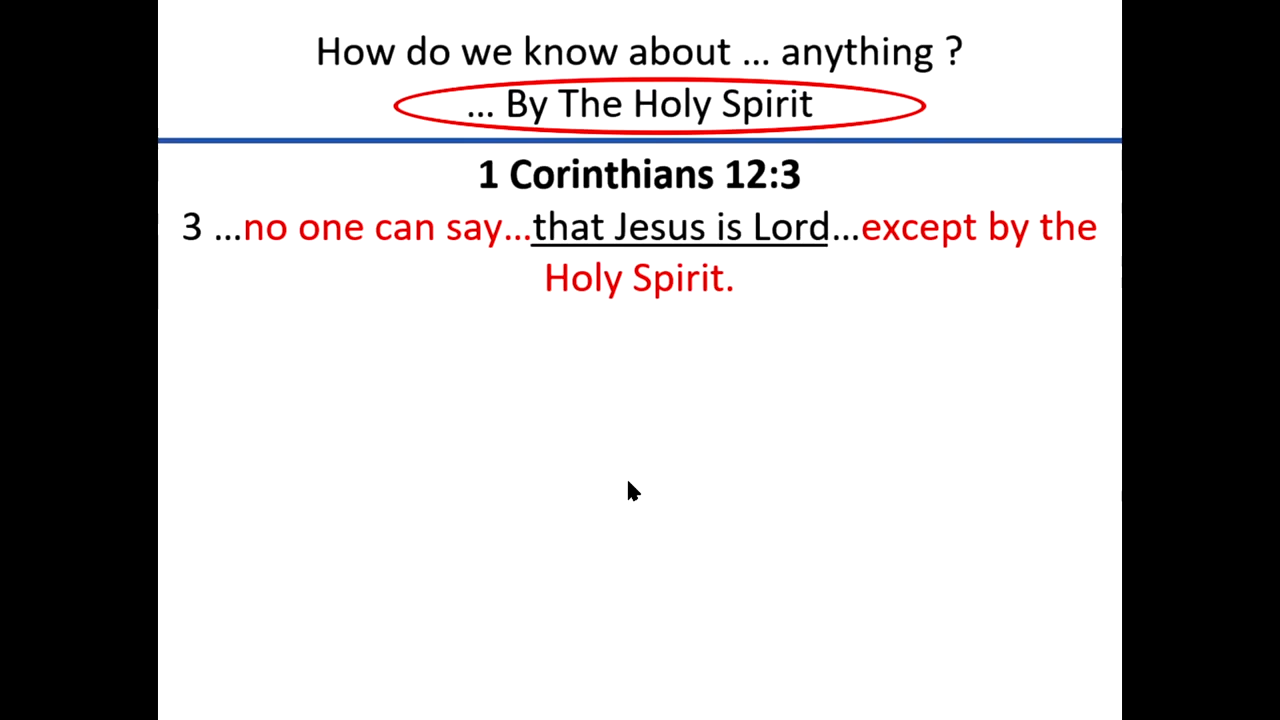 How do we know about ... anything ?
... By The Holy Spirit
1 Corinthians 12:3
3 ...no one can say...that Jesus is Lord...except by the
Holy Spirit.